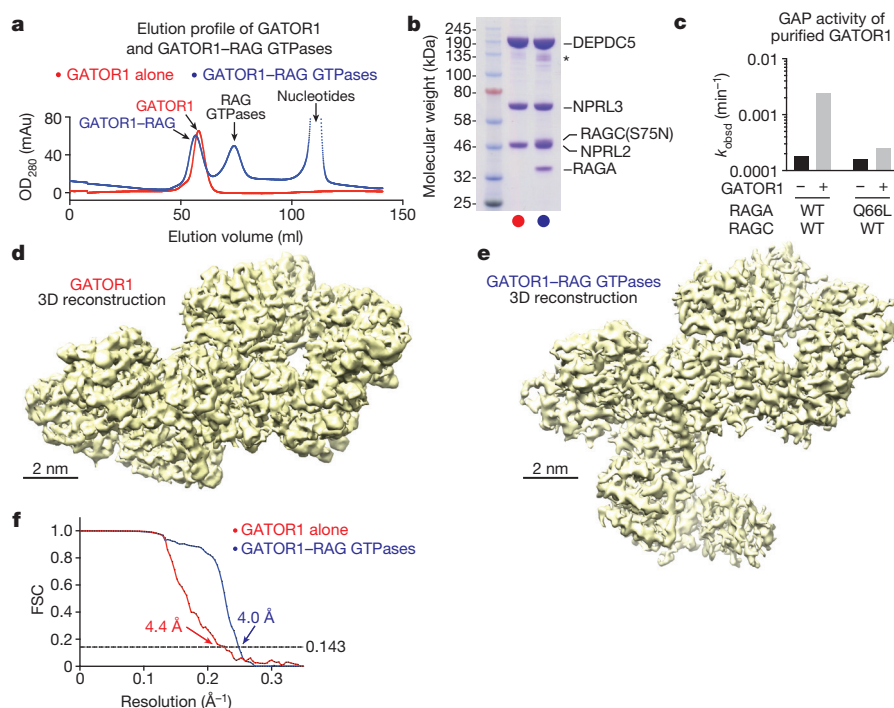 a
Elution profile of GATOR1
and GATOR1–RAG GTPases
• GATOR1 alone • GATOR1–RAG GTPases
OD280 (mAu)
80
60
40
20
0
GATOR1
GATOR1–RAG
RAG
GTPases
Nucleotides
0 50 100 150
Elution volume (ml)
b
Molecular weight (kDa)
245-
190-
135-
100-
80-
58-
46-
32-
25-
–DEPDC5
*
–NPRL3
RAGC(S75N)
NPRL2
–RAGA
c
GAP activity of
purified GATOR1
kobsd (min–1)
0.01
0.001
0.0001
GATOR1 – + – +
RAGA WT Q66L
RAGC WT WT
d
GATOR1
3D reconstruction
2 nm
e
GATOR1–RAG GTPases
3D reconstruction
2 nm
f
• GATOR1 alone
• GATOR1–RAG GTPases
FSC
1.0
0.8
0.6
0.4
0.2
0
4.4 Å
4.0 Å
0.143
0 0.1 0.2 0.3
Resolution (Å–1)